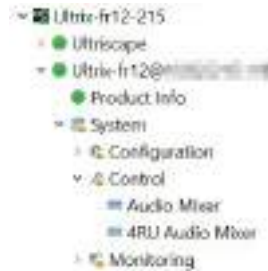 Ultrix-fr12-215
Ultriscape
Ultrix-fr12@
Product Info
System
Configuration
Control
Audio Mixer
4RU Audio Mixer
Monitoring